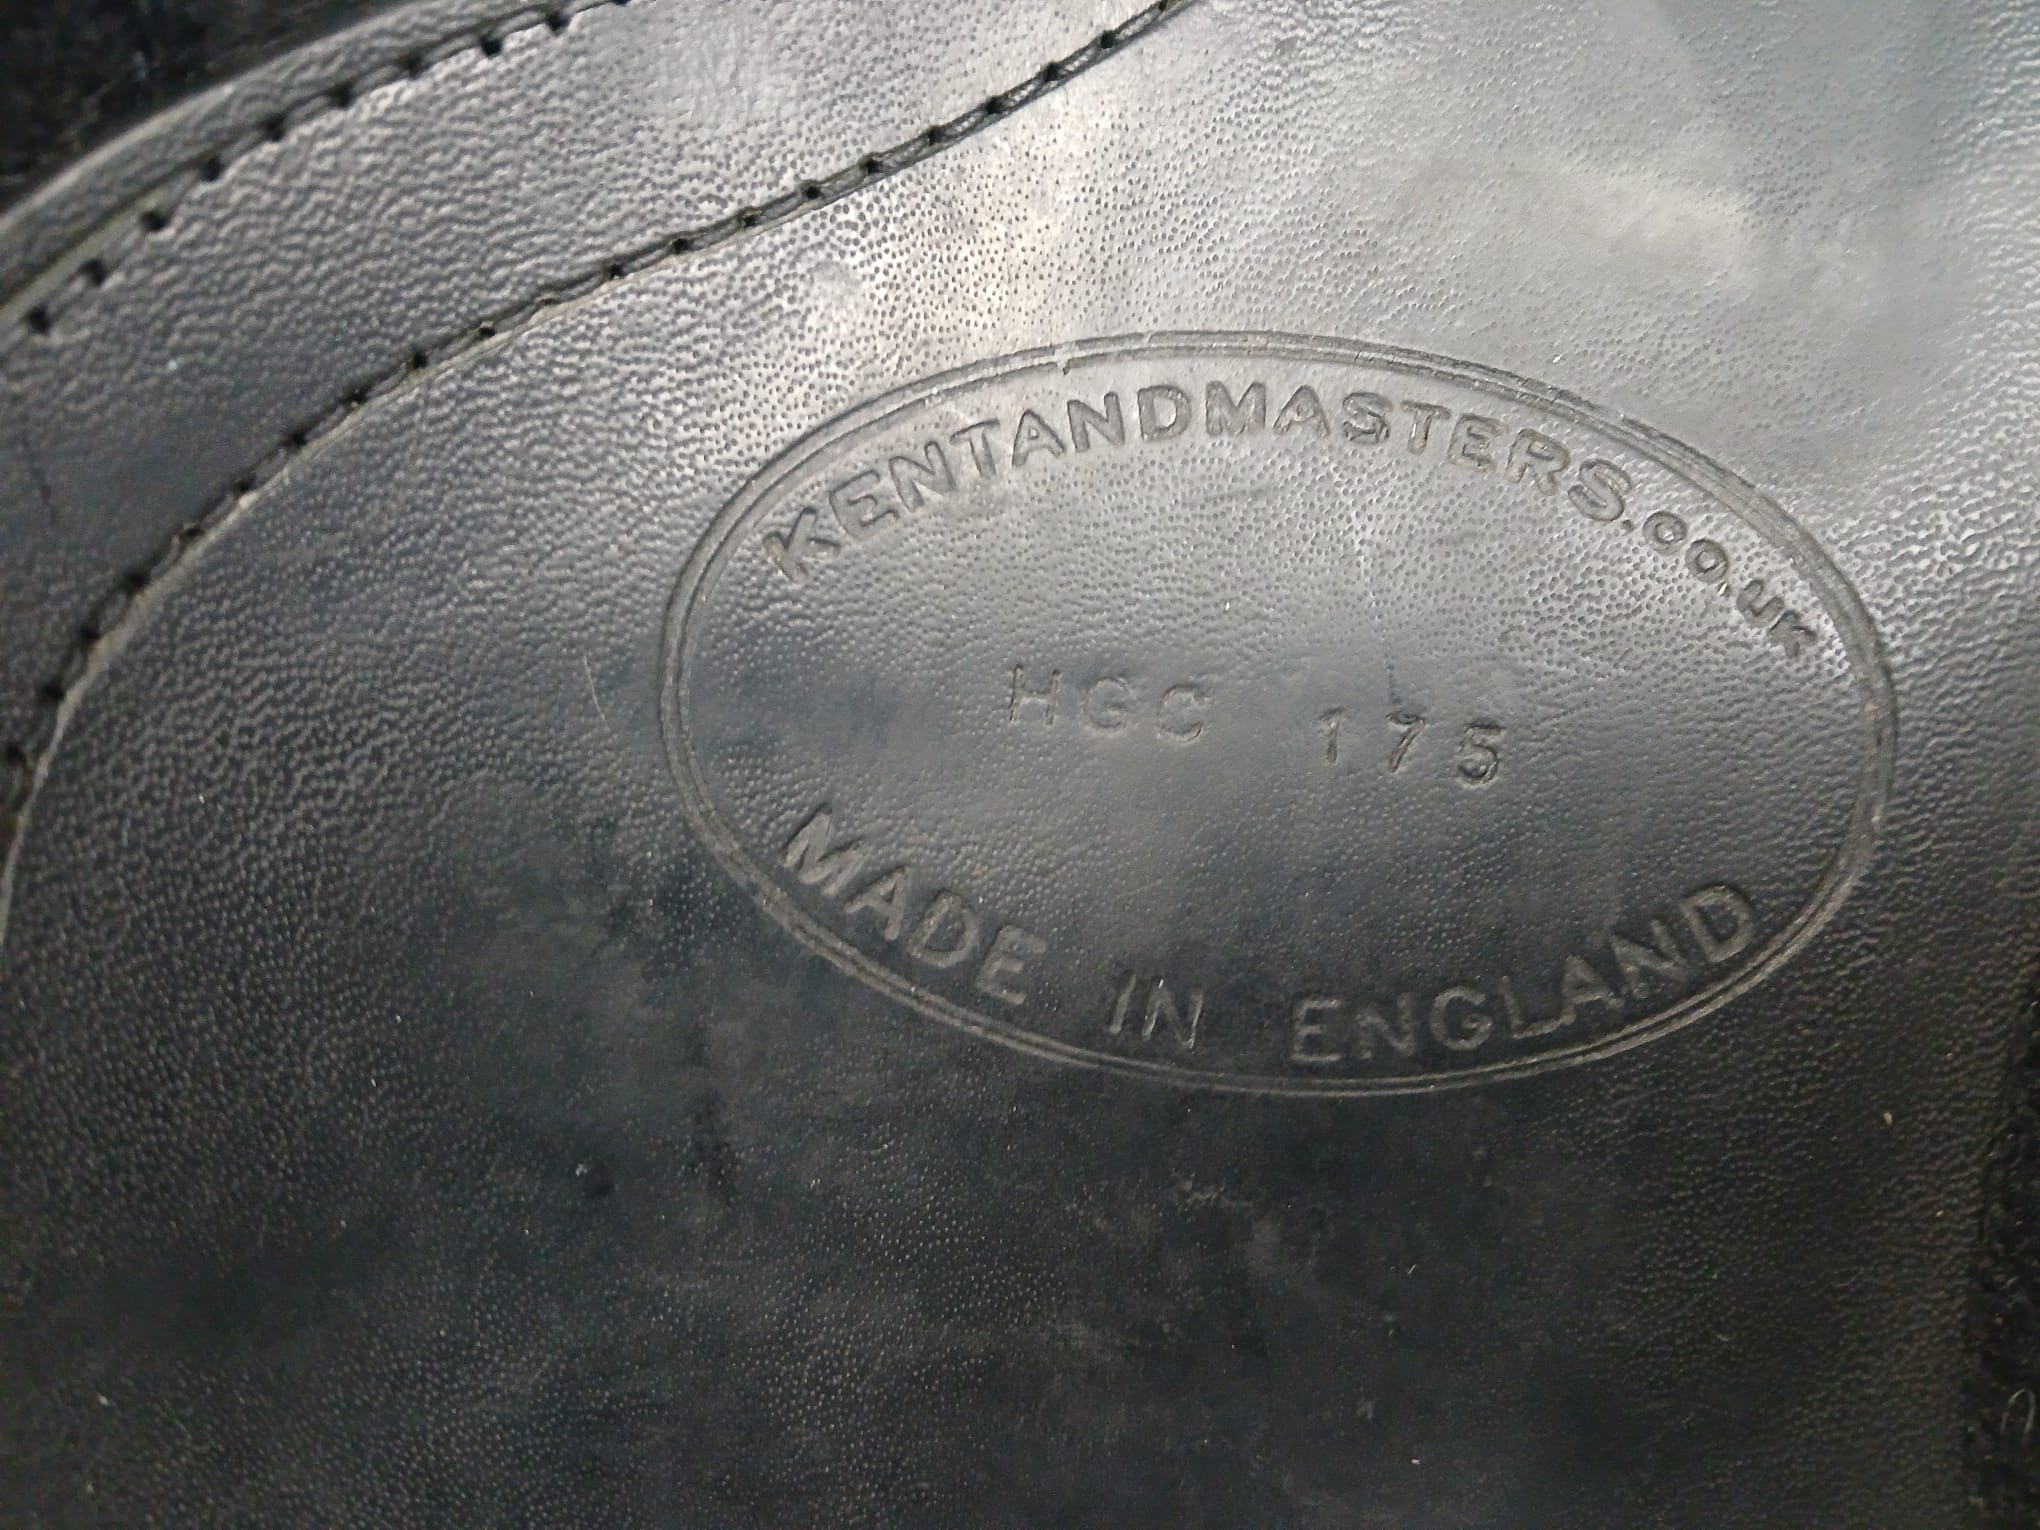 KENTANDMASTERS.CO.UK
HGC 175
MADE IN ENGLAND